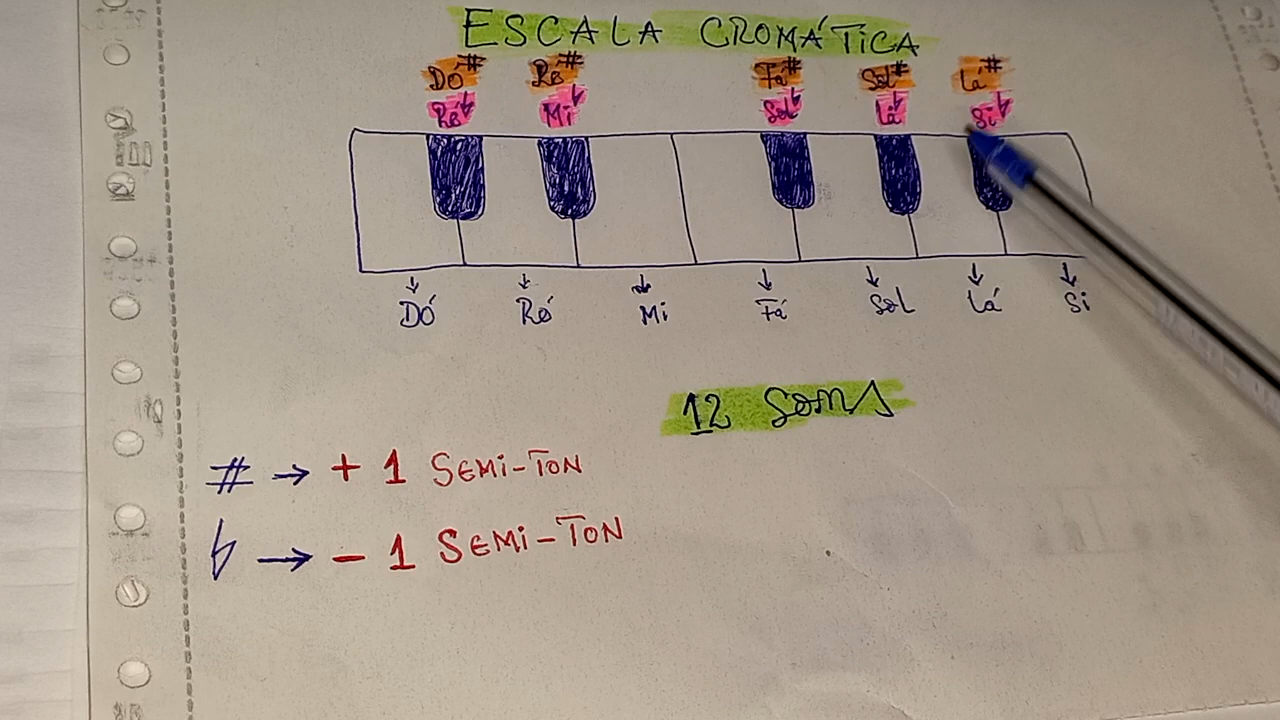 ESCALA CROMÁTICA
Dó# Ré# Fá# Sol# Lá#
Ré♭ Mi♭ Sol♭ Lá♭ Si♭
Dó Ré Mi Fá Sol Lá Si
12 SONS
# → + 1 SEMI-TON
♭ → - 1 SEMI-TON